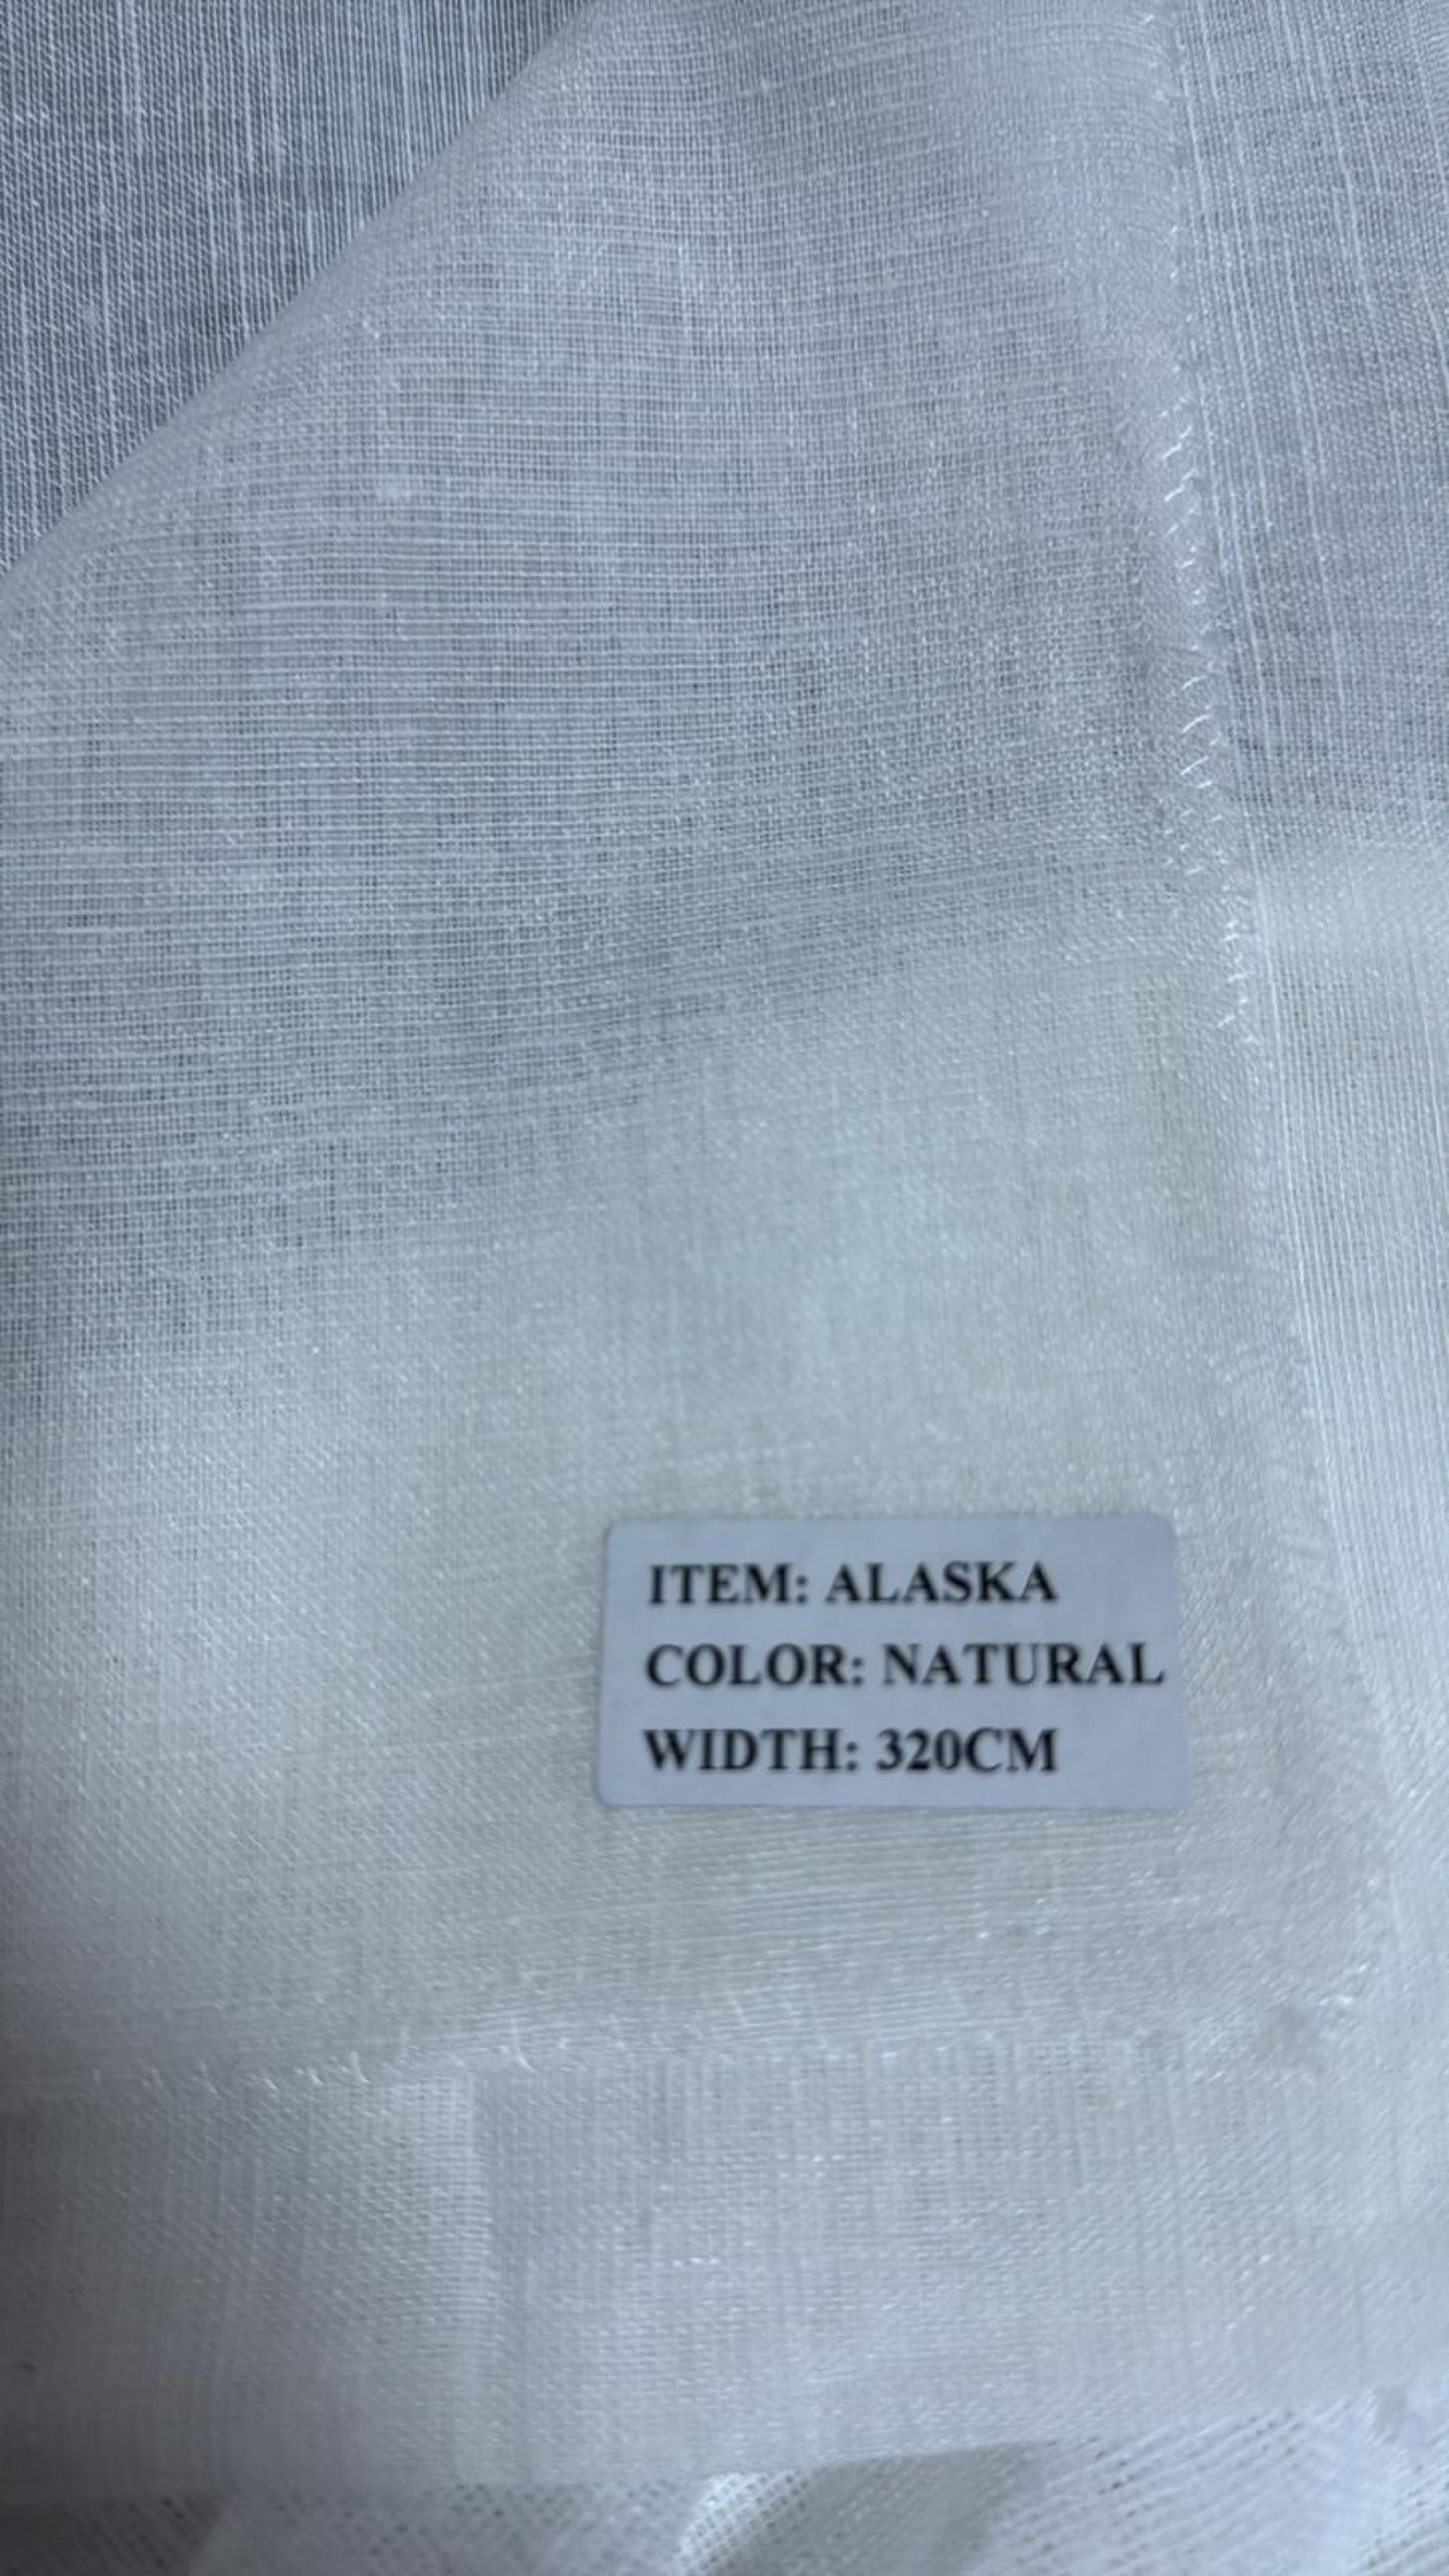 ITEM: ALASKA
COLOR: NATURAL
WIDTH: 320CM